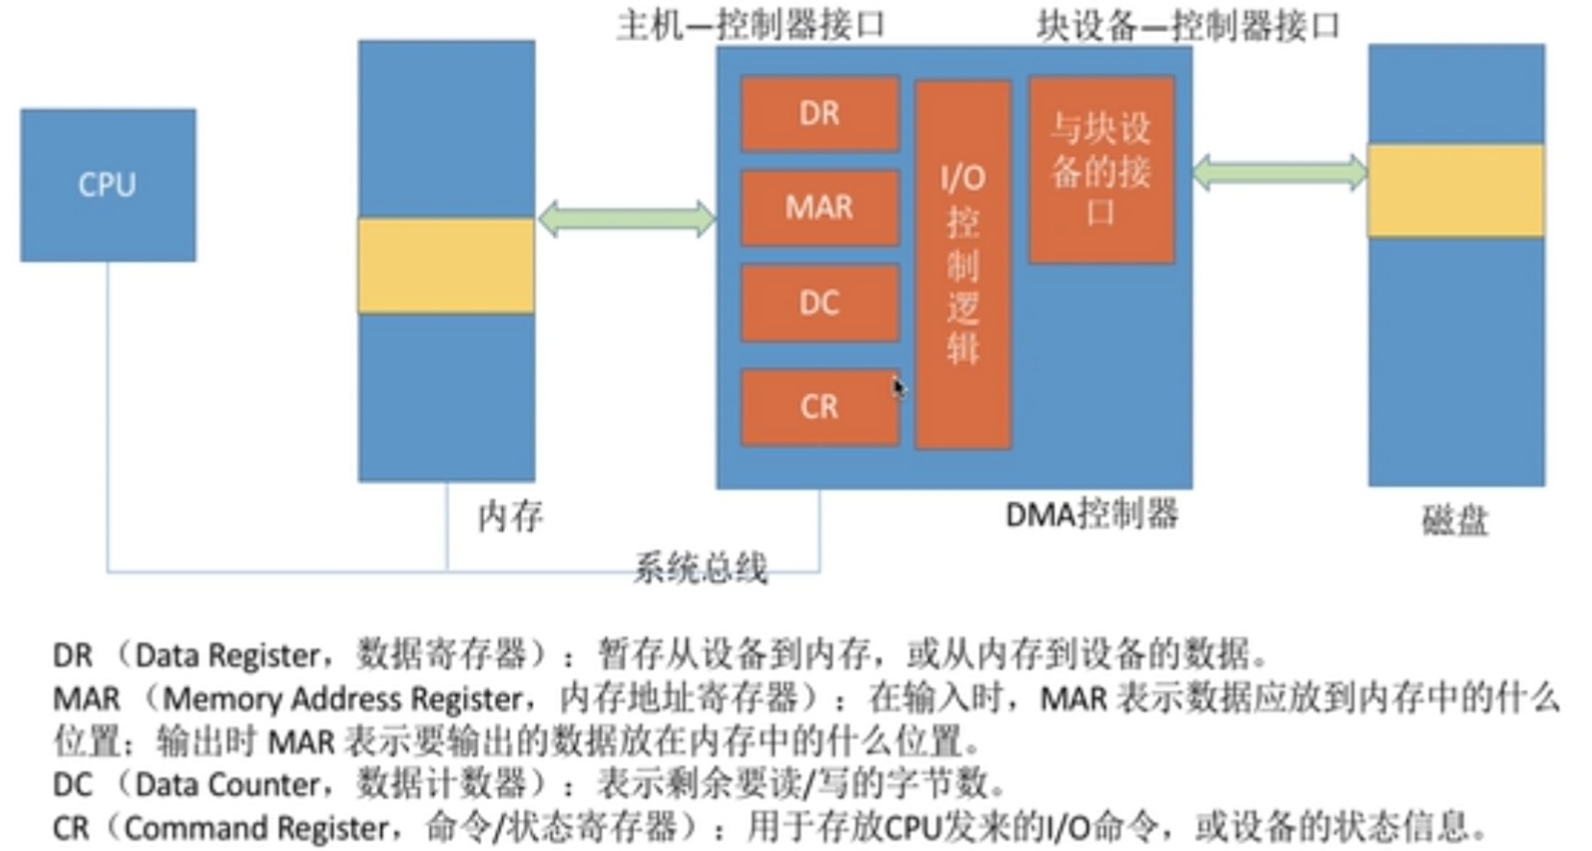 主机—控制器接口
块设备—控制器接口
CPU
DR
MAR
DC
CR
I/O
控
制
逻
辑
与块设
备的接
口
内存
DMA控制器
磁盘
系统总线
DR （Data Register，数据寄存器）：暂存从设备到内存，或从内存到设备的数据。
MAR （Memory Address Register，内存地址寄存器）：在输入时，MAR 表示数据应放到内存中的什么
位置；输出时 MAR 表示要输出的数据放在内存中的什么位置。
DC （Data Counter，数据计数器）：表示剩余要读/写的字节数。
CR（Command Register，命令/状态寄存器）：用于存放CPU发来的I/O命令，或设备的状态信息。